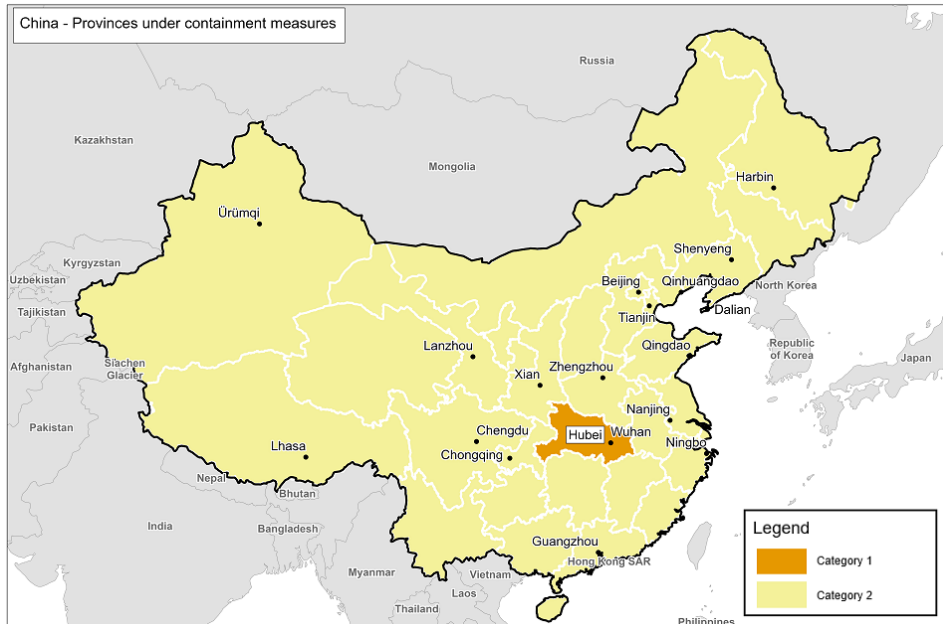 China - Provinces under containment measures
Russia
Kazakhstan
Mongolia
Harbin
Ürümqi
Shenyeng
Kyrgyzstan
Uzbekistan
Beijing
Qinhuangdao
North Korea
Tajikistan
Tianjin
Dalian
Lanzhou
Qingdao
Republic
of Korea
Japan
Afghanistan
Siachen
Glacier
Xian
Zhengzhou
Pakistan
Nanjing
Chengdu
Hubei
Wuhan
Ningbo
Lhasa
Chongqing
Nepal
Bhutan
India
Bangladesh
Guangzhou
Hong Kong SAR
Myanmar
Vietnam
Laos
Thailand
Philippines
Legend
Category 1
Category 2